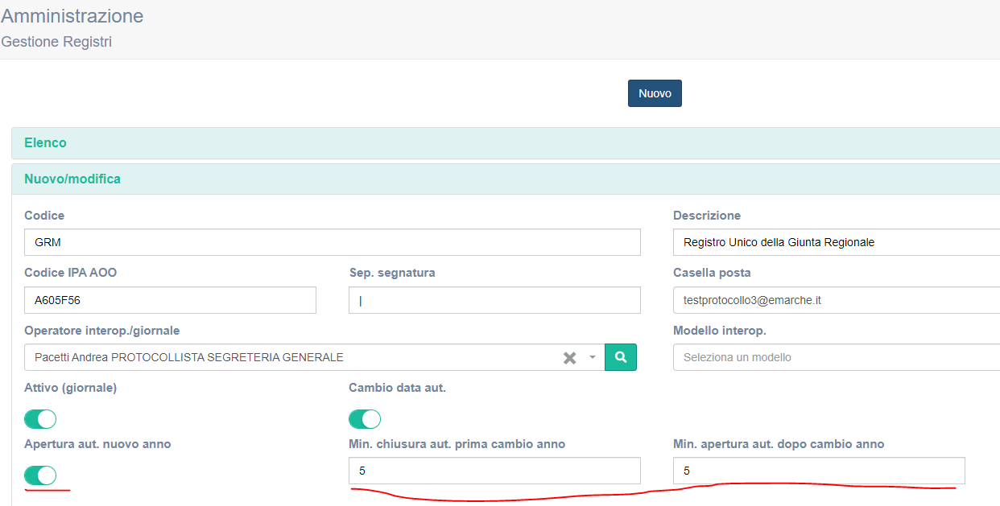 Amministrazione
Gestione Registri
Nuovo
Elenco
Nuovo/modifica
Codice
Descrizione
GRM
Registro Unico della Giunta Regionale
Codice IPA AOO
Sep. segnatura
Casella posta
A605F56
|
testprotocollo3@emarche.it
Operatore interop./giornale
Modello interop.
Pacetti Andrea PROTOCOLLISTA SEGRETERIA GENERALE
Seleziona un modello
Attivo (giornale)
Cambio data aut.
Apertura aut. nuovo anno
Min. chiusura aut. prima cambio anno
Min. apertura aut. dopo cambio anno
5
5